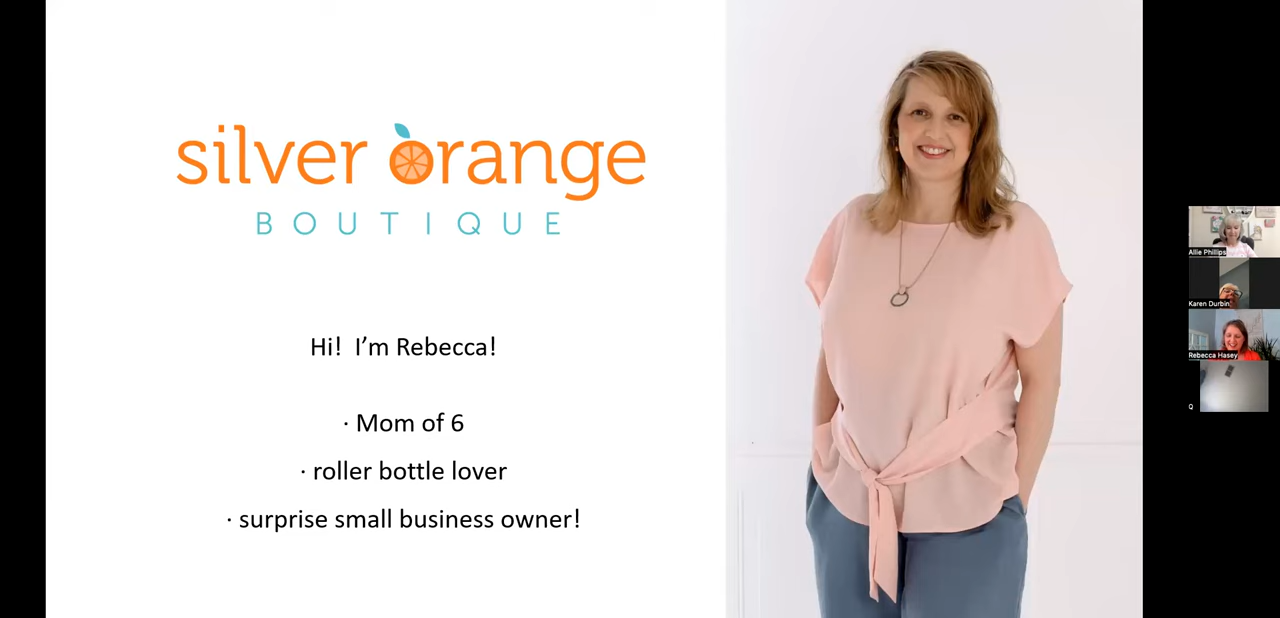 silver orange
BOUTIQUE
Hi!  I’m Rebecca!
· Mom of 6
· roller bottle lover
· surprise small business owner!
Allie Phillips
Karen Durbin
Rebecca Hasey
Q